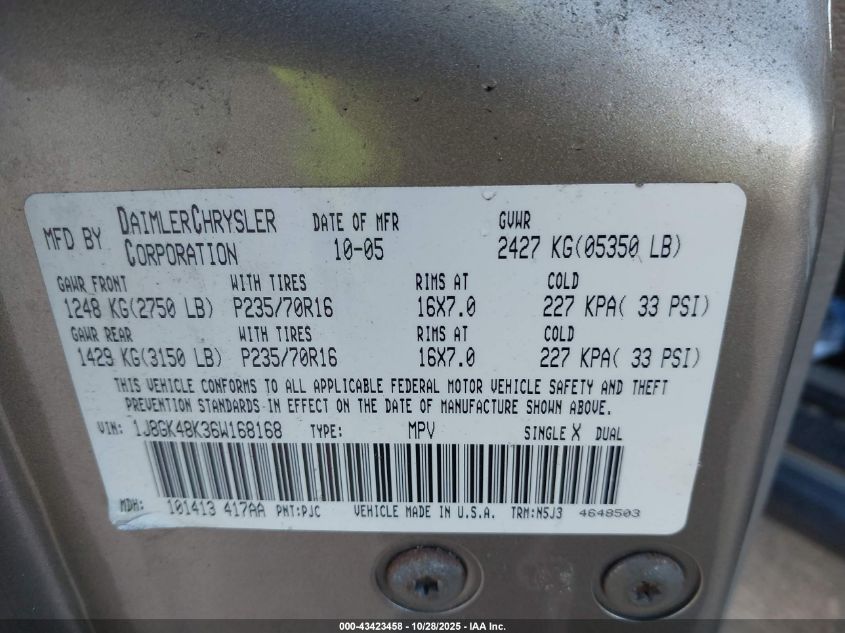 MFD BY DAIMLERCHRYSLER CORPORATION DATE OF MFR 10-05 GVWR 2427 KG(05350 LB)
GAWR FRONT WITH TIRES RIMS AT COLD
1248 KG(2750 LB) P235/70R16 16X7.0 227 KPA( 33 PSI)
GAWR REAR WITH TIRES RIMS AT COLD
1429 KG(3150 LB) P235/70R16 16X7.0 227 KPA( 33 PSI)
THIS VEHICLE CONFORMS TO ALL APPLICABLE FEDERAL MOTOR VEHICLE SAFETY AND THEFT
PREVENTION STANDARDS IN EFFECT ON THE DATE OF MANUFACTURE SHOWN ABOVE.
VIN: 1J8GK48K36W168168 TYPE: MPV SINGLE X DUAL
MDH: 101413 417AA PNT:PJC VEHICLE MADE IN U.S.A. TRM:N5J3 4648503
000-43423458 - 10/28/2025 - IAA Inc.